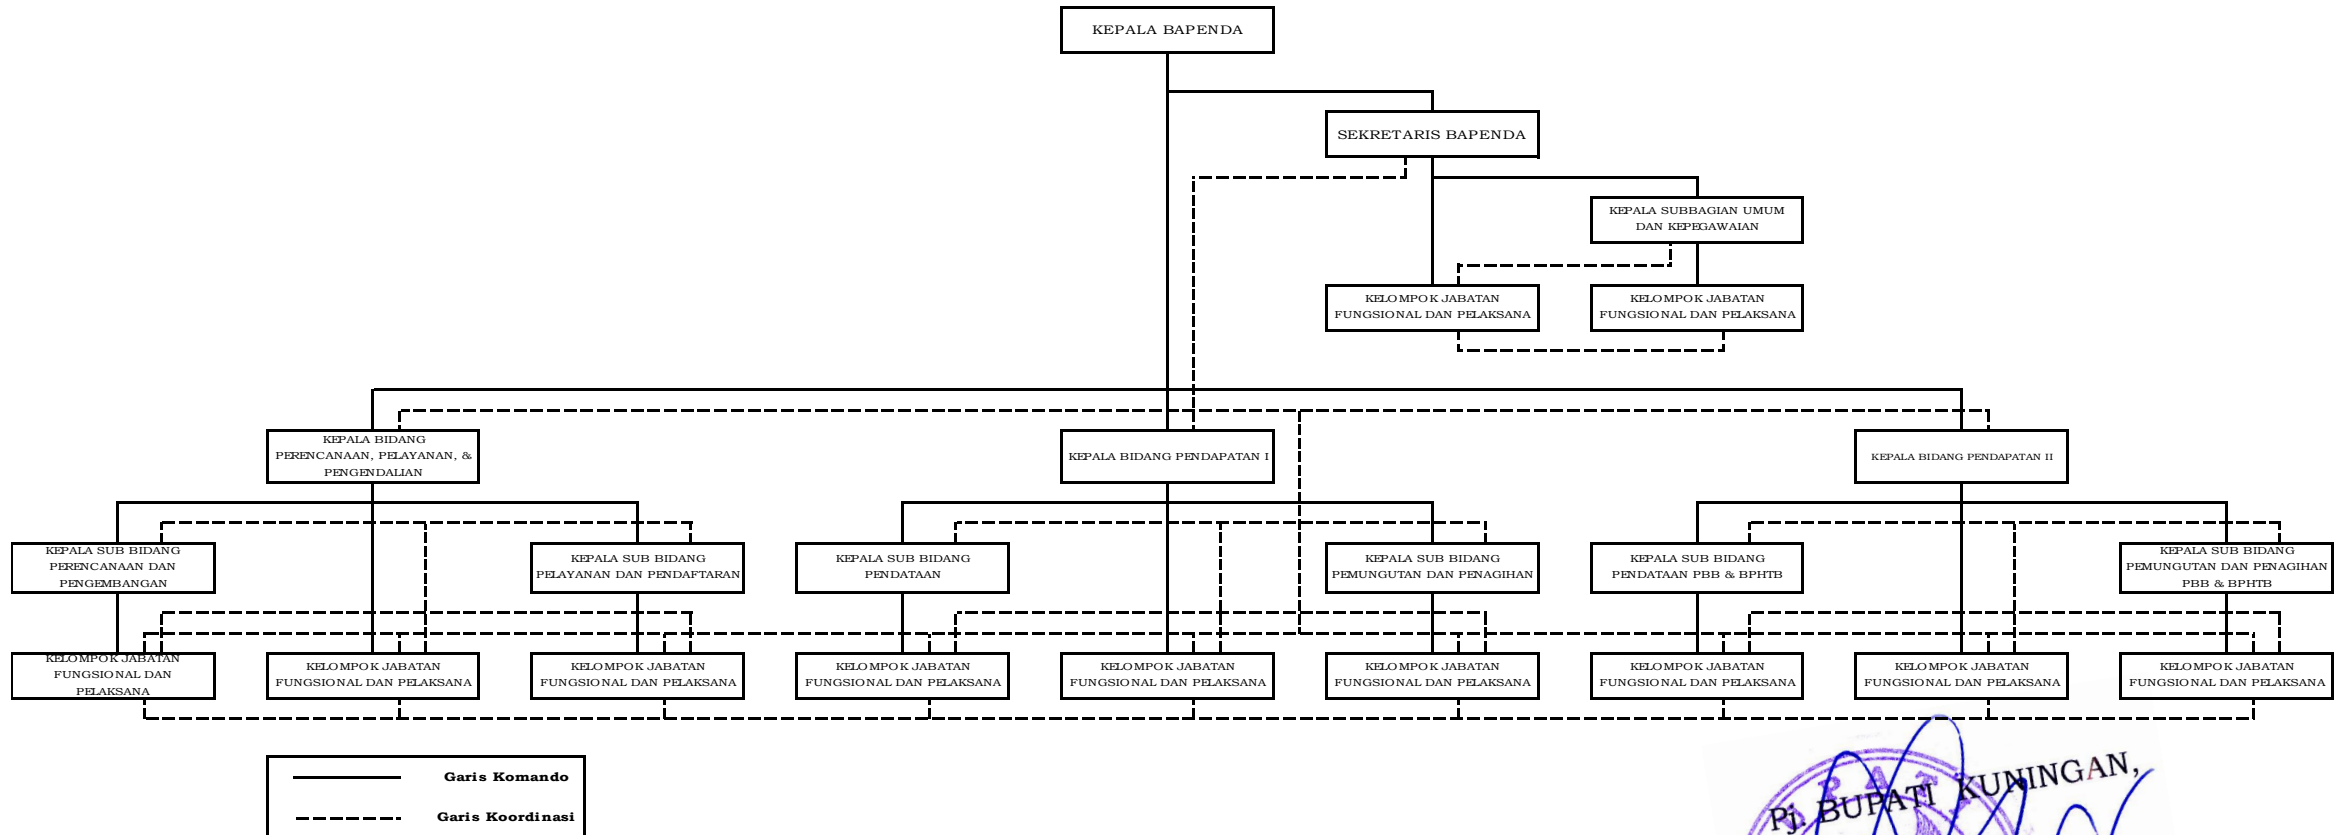 KEPALA BAPENDA
SEKRETARIS BAPENDA
KEPALA SUBBAGIAN UMUM
DAN KEPEGAWAIAN
KELOMPOK JABATAN
FUNGSIONAL DAN PELAKSANA
KELOMPOK JABATAN
FUNGSIONAL DAN PELAKSANA
KEPALA BIDANG
PERENCANAAN, PELAYANAN, &
PENGENDALIAN
KEPALA BIDANG PENDAPATAN I
KEPALA BIDANG PENDAPATAN II
KEPALA SUB BIDANG
PERENCANAAN DAN
PENGEMBANGAN
KEPALA SUB BIDANG
PELAYANAN DAN PENDAFTARAN
KEPALA SUB BIDANG
PENDATAAN
KEPALA SUB BIDANG
PEMUNGUTAN DAN PENAGIHAN
KEPALA SUB BIDANG
PENDATAAN PBB & BPHTB
KEPALA SUB BIDANG
PEMUNGUTAN DAN PENAGIHAN
PBB & BPHTB
KELOMPOK JABATAN
FUNGSIONAL DAN
PELAKSANA
KELOMPOK JABATAN
FUNGSIONAL DAN PELAKSANA
KELOMPOK JABATAN
FUNGSIONAL DAN PELAKSANA
KELOMPOK JABATAN
FUNGSIONAL DAN PELAKSANA
KELOMPOK JABATAN
FUNGSIONAL DAN PELAKSANA
KELOMPOK JABATAN
FUNGSIONAL DAN PELAKSANA
KELOMPOK JABATAN
FUNGSIONAL DAN PELAKSANA
KELOMPOK JABATAN
FUNGSIONAL DAN PELAKSANA
KELOMPOK JABATAN
FUNGSIONAL DAN PELAKSANA
Garis Komando
Garis Koordinasi
Pj. BUPATI KUNINGAN,